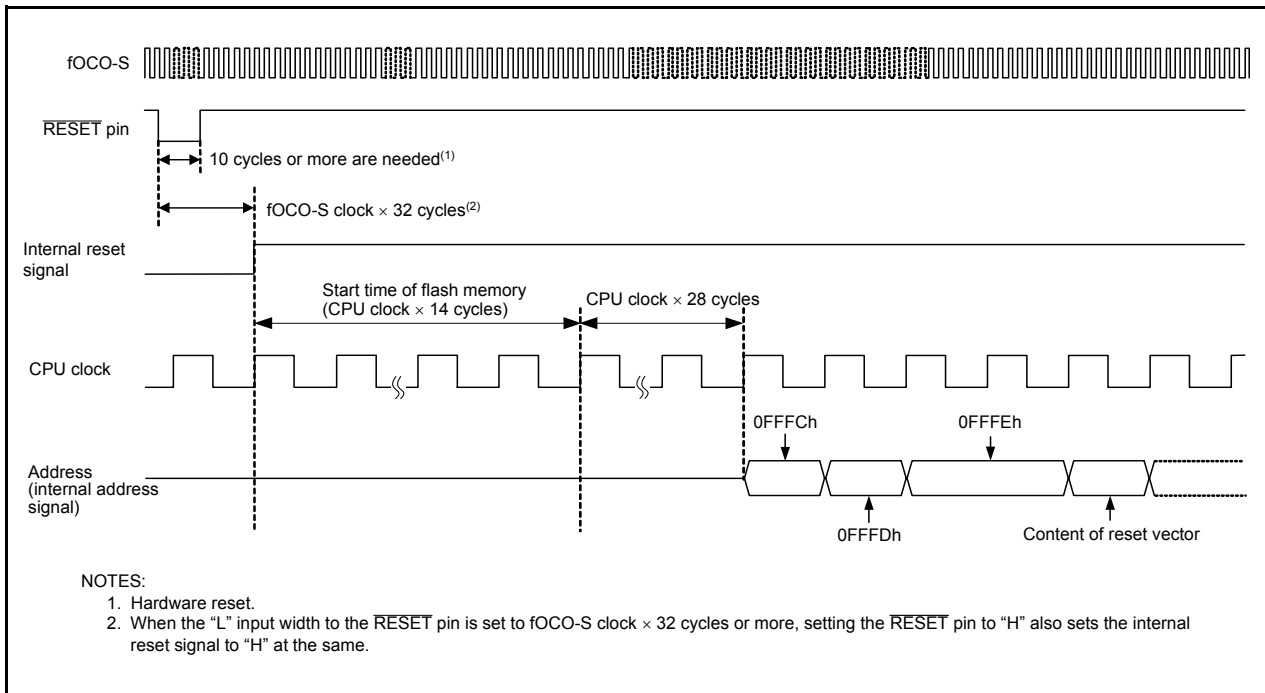 fOCO-S
RESET pin
10 cycles or more are needed(1)
fOCO-S clock × 32 cycles(2)
Internal reset
signal
Start time of flash memory
(CPU clock × 14 cycles)
CPU clock × 28 cycles
CPU clock
0FFFCh
0FFFEh
Address
(internal address
signal)
0FFFDh
Content of reset vector
NOTES:
1. Hardware reset.
2. When the “L” input width to the RESET pin is set to fOCO-S clock × 32 cycles or more, setting the RESET pin to “H” also sets the internal
reset signal to “H” at the same.